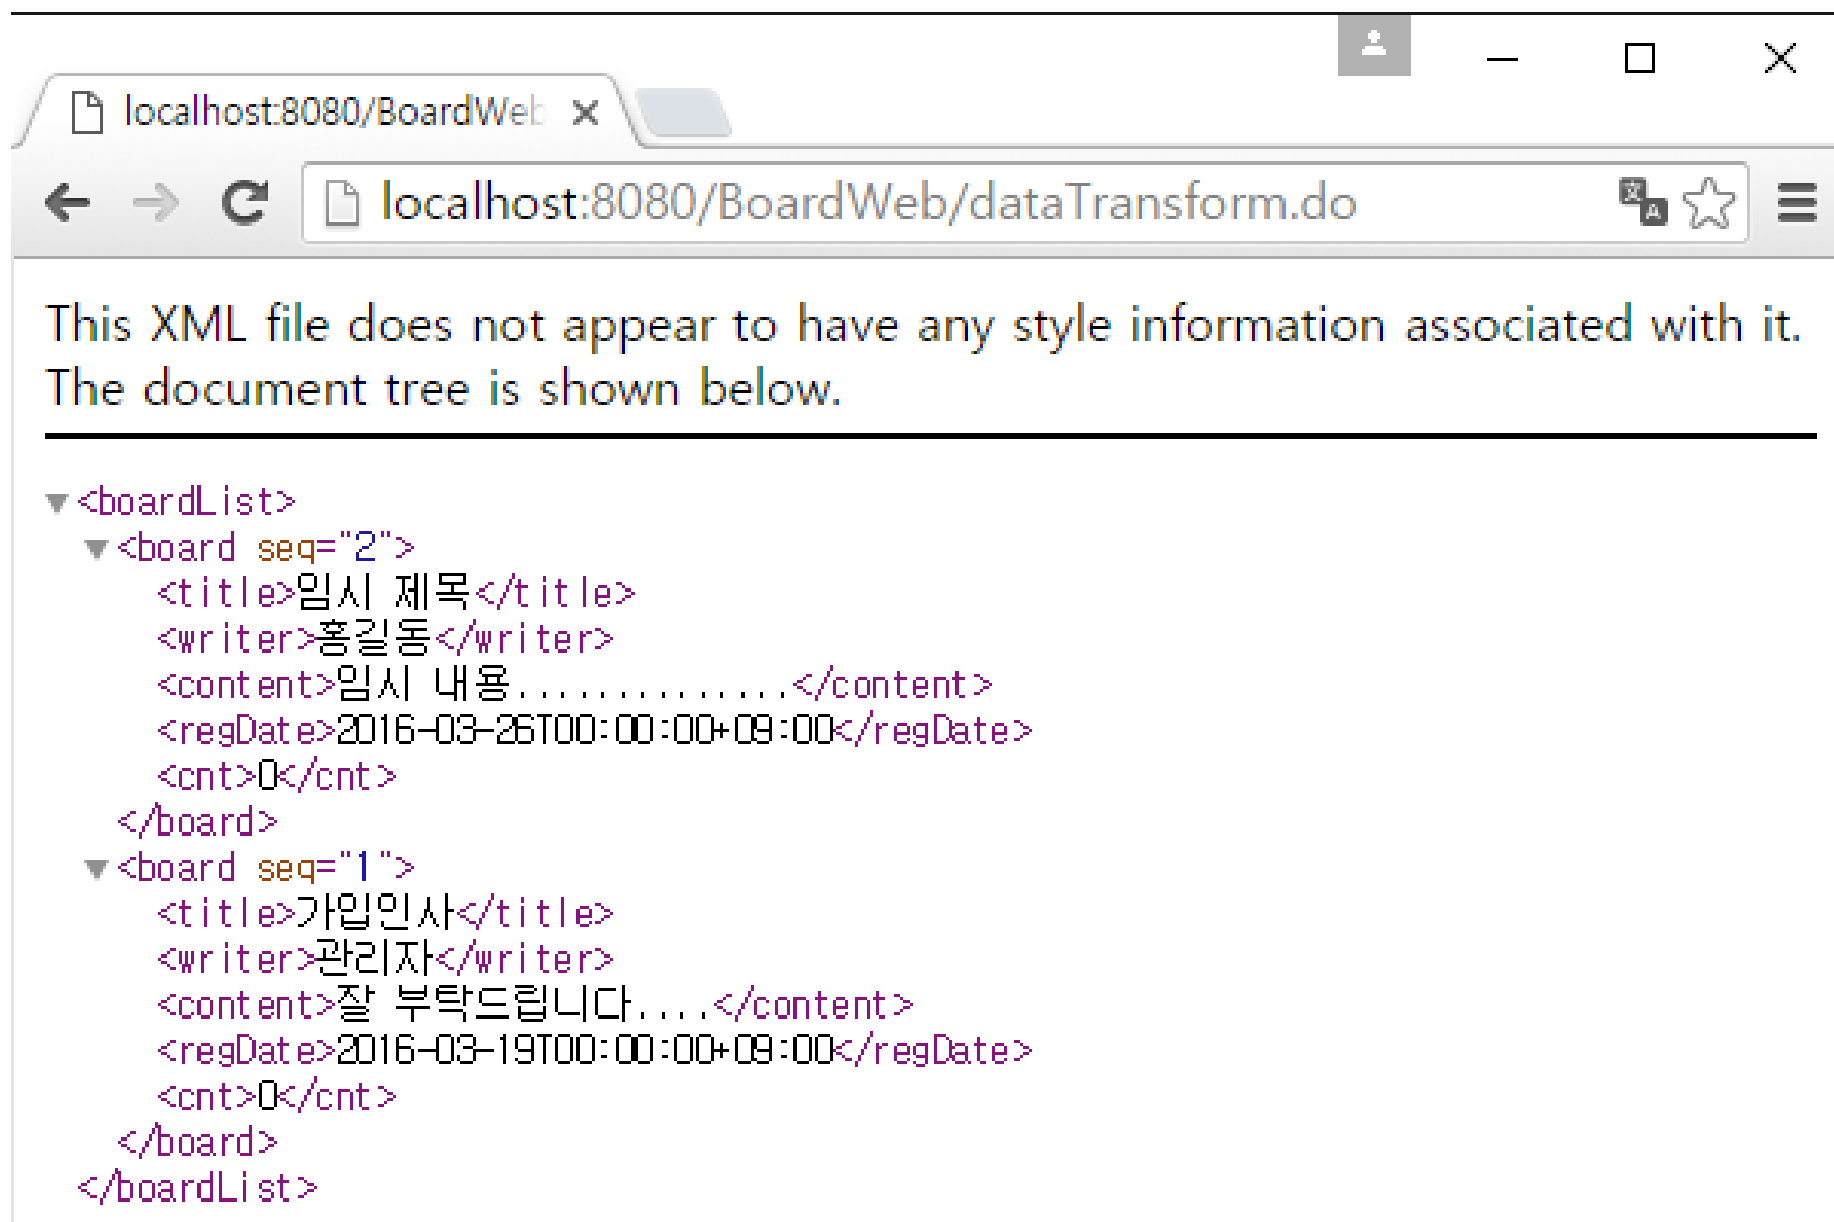 localhost:8080/BoardWeb
localhost:8080/BoardWeb/dataTransform.do
This XML file does not appear to have any style information associated with it.
The document tree is shown below.
▼<boardList>
▼<board seq="2">
<title>임시 제목</title>
<writer>홍길동</writer>
<content>임시 내용..............</content>
<regDate>2016-03-26T00:00:00+09:00</regDate>
<cnt>0</cnt>
</board>
▼<board seq="1">
<title>가입인사</title>
<writer>관리자</writer>
<content>잘 부탁드립니다....</content>
<regDate>2016-03-19T00:00:00+09:00</regDate>
<cnt>0</cnt>
</board>
</boardList>